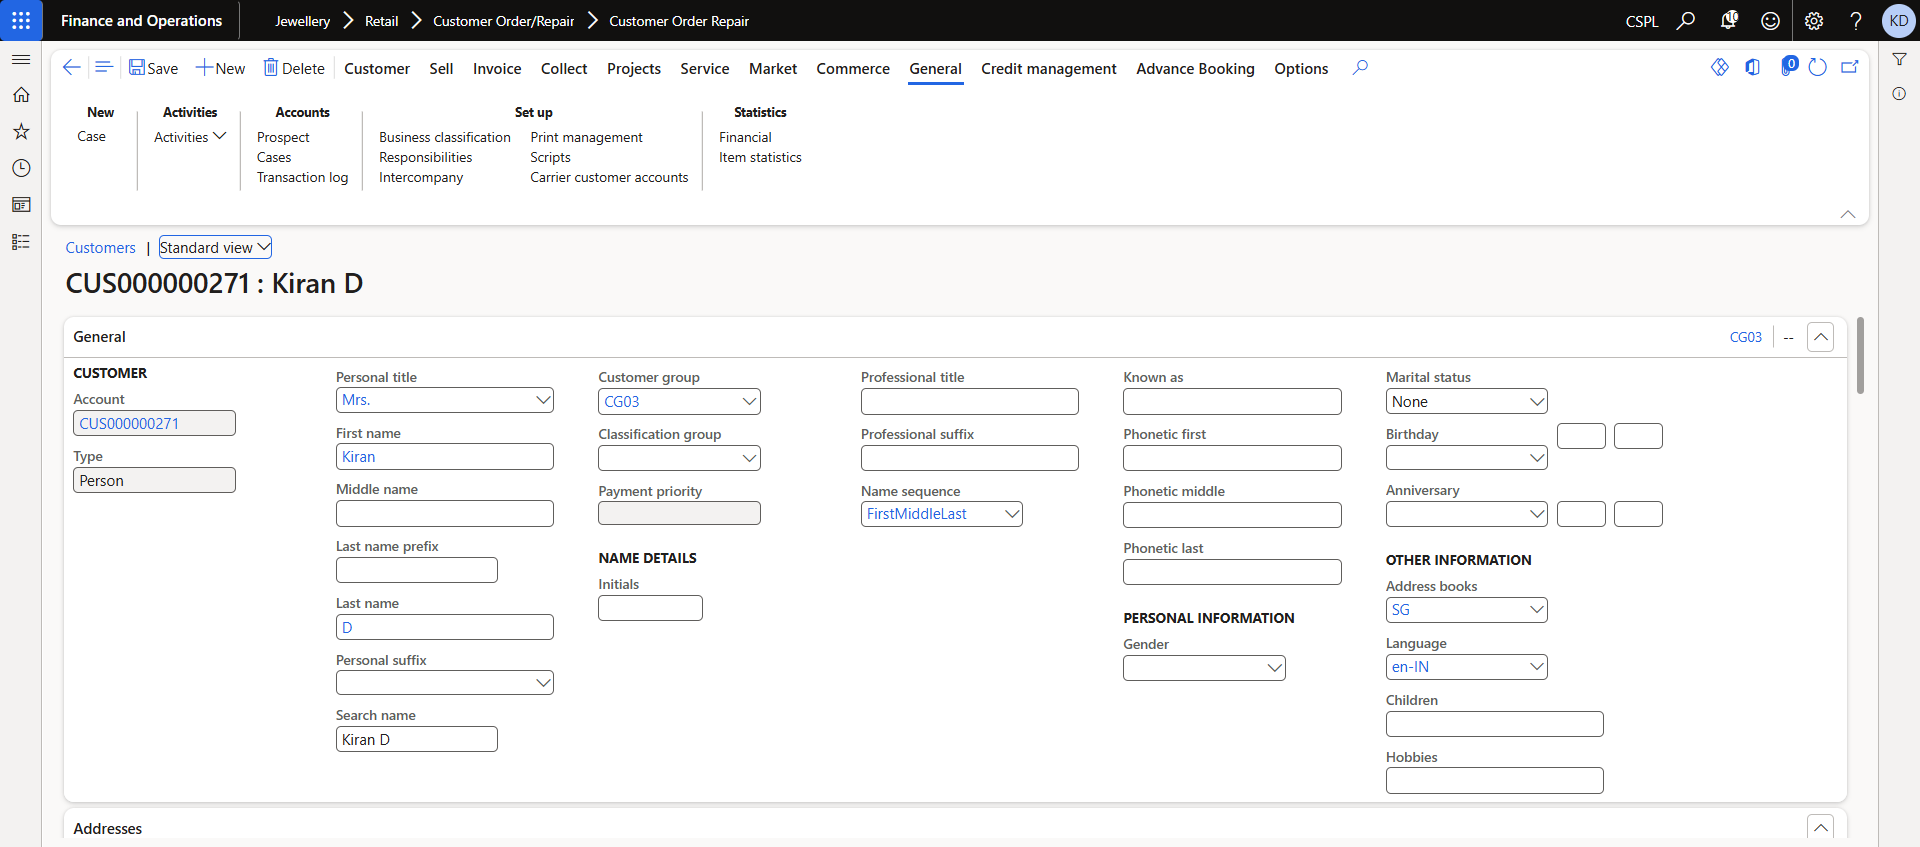 Finance and Operations
Jewellery
Retail
Customer Order/Repair
Customer Order Repair
CSPL
KD
Save
New
Delete
Customer
Sell
Invoice
Collect
Projects
Service
Market
Commerce
General
Credit management
Advance Booking
Options
0
New
Case
Activities
Activities
Accounts
Prospect
Cases
Transaction log
Set up
Business classification
Responsibilities
Intercompany
Print management
Scripts
Carrier customer accounts
Statistics
Financial
Item statistics
Customers | Standard view
CUS000000271 : Kiran D
General
CG03
--
CUSTOMER
Account
CUS000000271
Type
Person
Personal title
Mrs.
First name
Kiran
Middle name
Last name prefix
Last name
D
Personal suffix
Search name
Kiran D
Customer group
CG03
Classification group
Payment priority
NAME DETAILS
Initials
Professional title
Professional suffix
Name sequence
FirstMiddleLast
Known as
Phonetic first
Phonetic middle
Phonetic last
PERSONAL INFORMATION
Gender
Marital status
None
Birthday
Anniversary
OTHER INFORMATION
Address books
SG
Language
en-IN
Children
Hobbies
Addresses